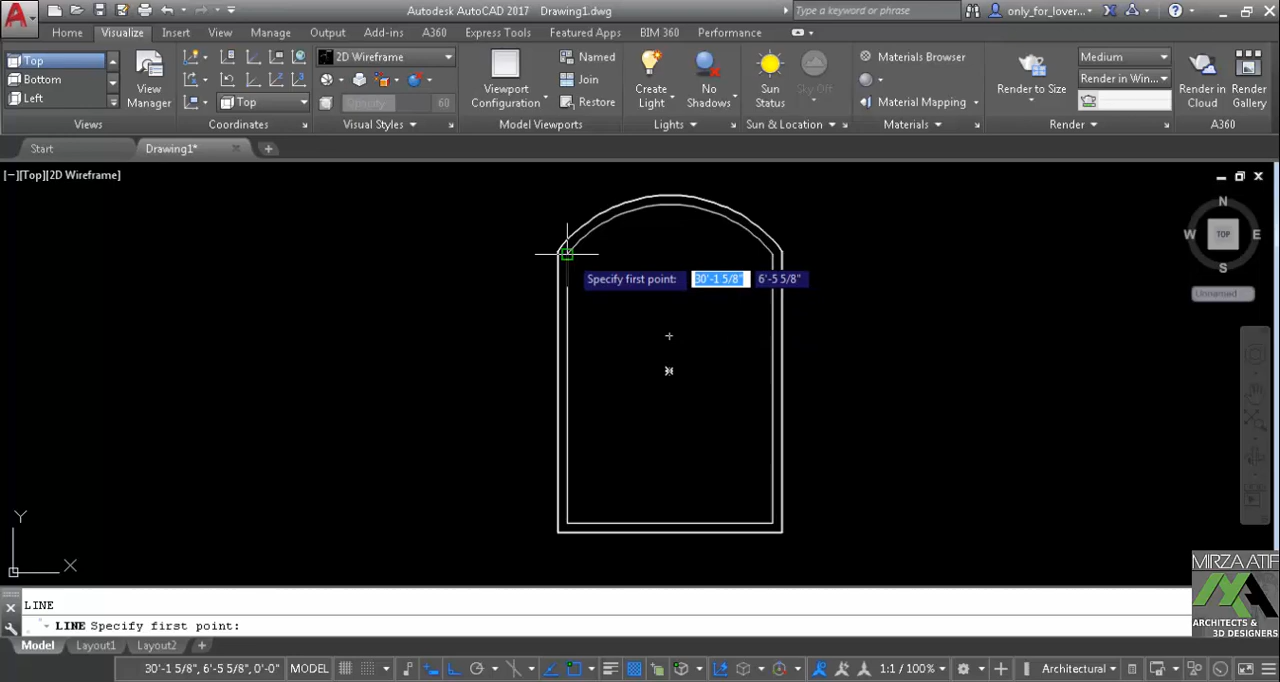 Autodesk AutoCAD 2017 Drawing1.dwg
Type a keyword or phrase
only_for_lover...
Home Visualize Insert View Manage Output Add-ins A360 Express Tools Featured Apps BIM 360 Performance
Top
Bottom
Left
View
Manager
Top
2D Wireframe
Opacity 60
Viewport
Configuration
Named
Join
Restore
Create
Light
No
Shadows
Sun
Status
Sky Off
Materials Browser
Material Mapping
Render to Size
Medium
Render in Win...
Render in
Cloud
Render
Gallery
Views Coordinates Visual Styles Model Viewports Lights Sun & Location Materials Render A360
Start Drawing1*
[−][Top][2D Wireframe]
N
W TOP E
S
Unnamed
Specify first point: 30'-1 5/8" 6'-5 5/8"
Y
X
MIRZA ATIF
ARCHITECTS &
3D DESIGNERS
LINE
LINE Specify first point:
Model Layout1 Layout2
30'-1 5/8", 6'-5 5/8", 0'-0" MODEL 1:1 / 100% Architectural